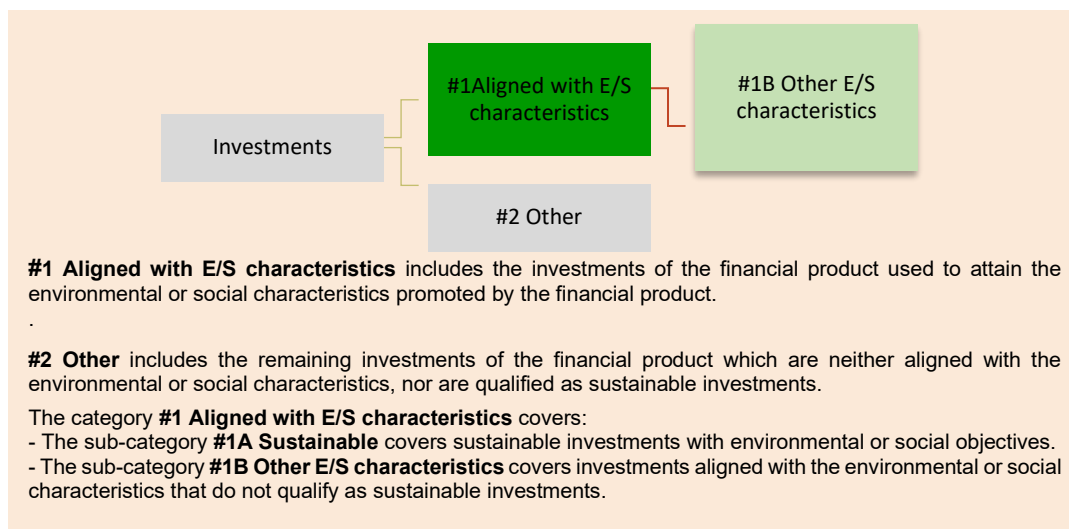 #1Aligned with E/S
characteristics
#1B Other E/S
characteristics
Investments
#2 Other
#1 Aligned with E/S characteristics includes the investments of the financial product used to attain the
environmental or social characteristics promoted by the financial product.
.
#2 Other includes the remaining investments of the financial product which are neither aligned with the
environmental or social characteristics, nor are qualified as sustainable investments.
The category #1 Aligned with E/S characteristics covers:
- The sub-category #1A Sustainable covers sustainable investments with environmental or social objectives.
- The sub-category #1B Other E/S characteristics covers investments aligned with the environmental or social
characteristics that do not qualify as sustainable investments.